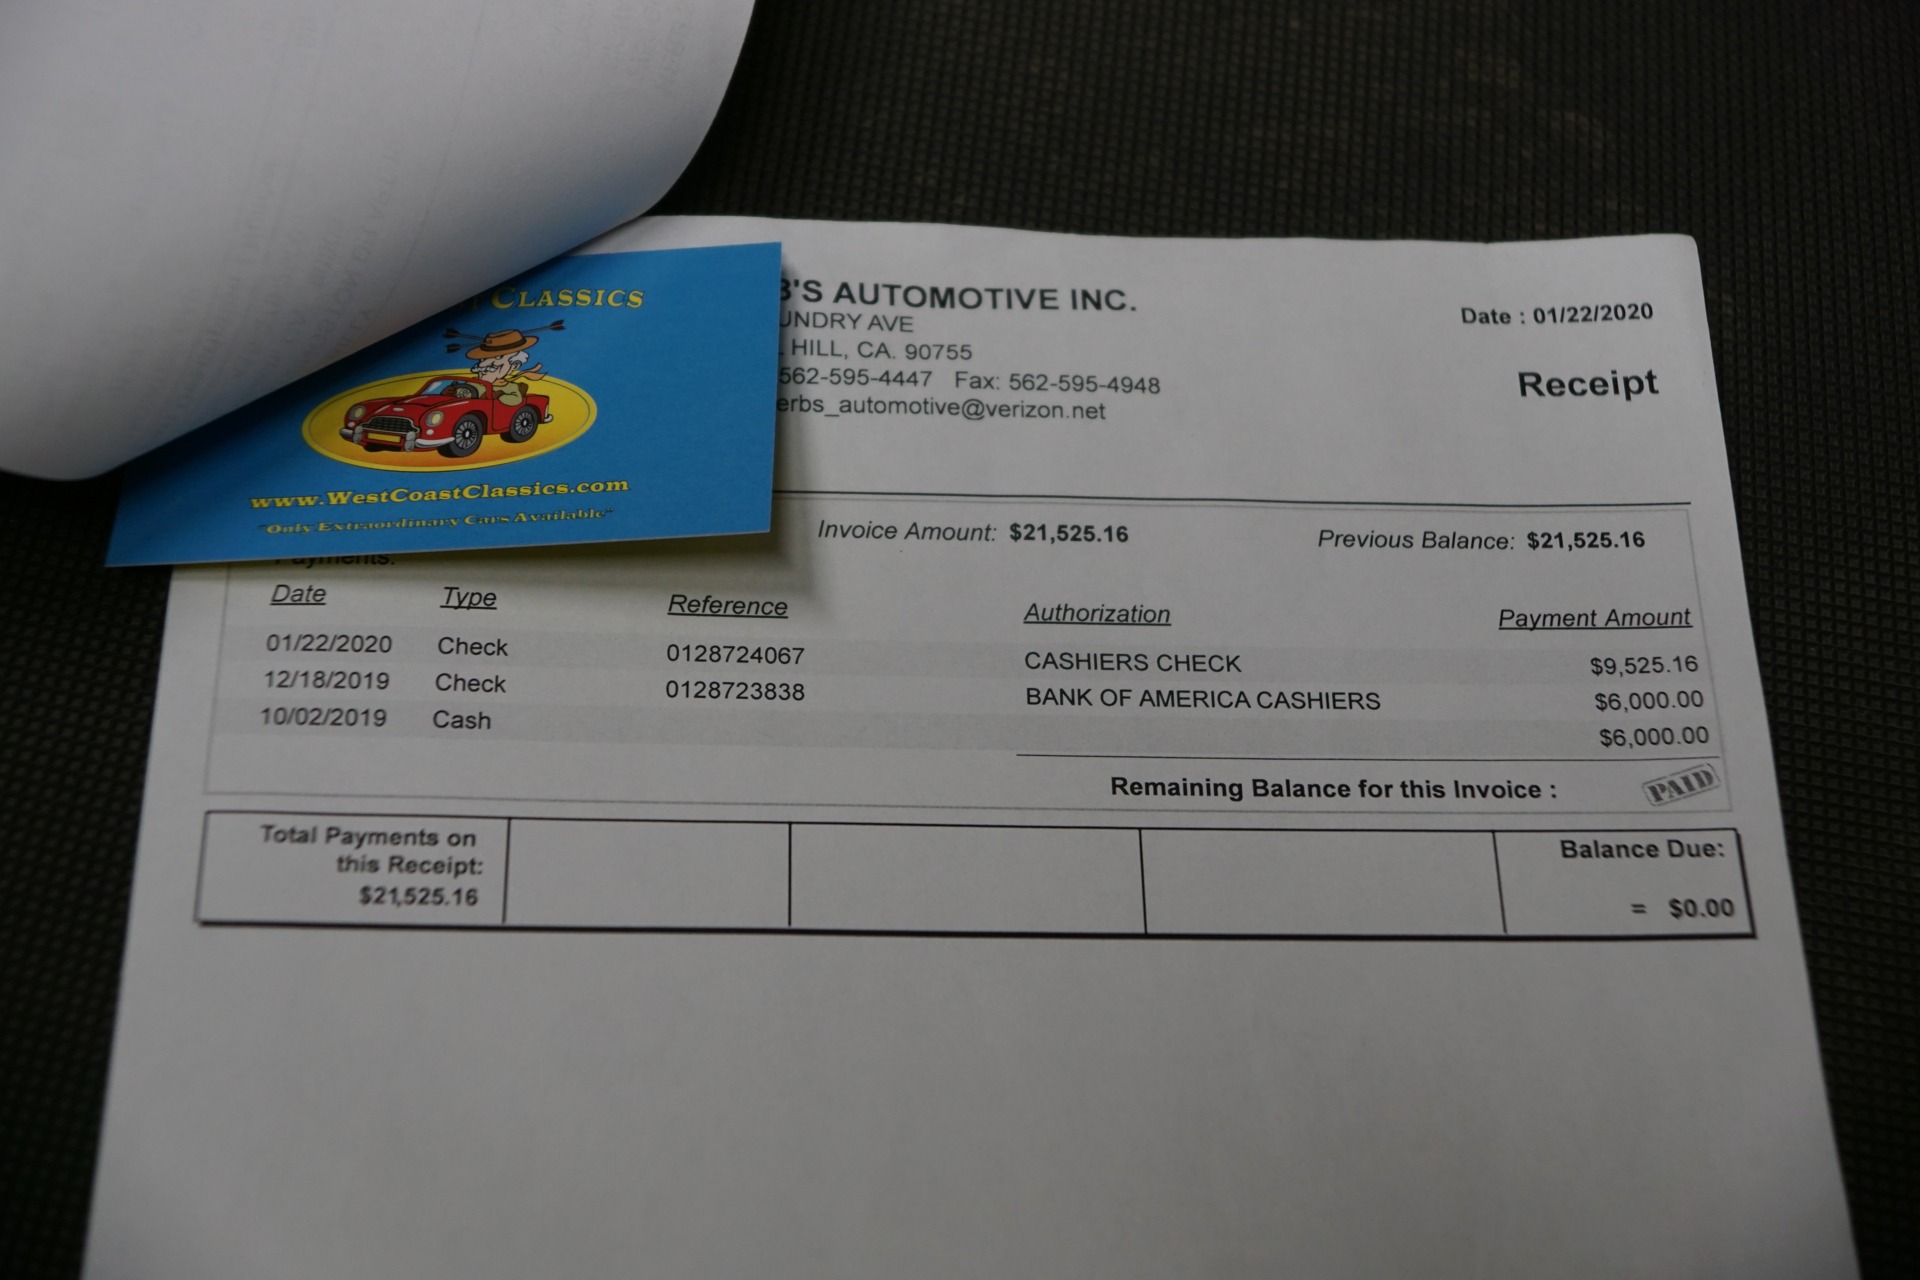 CLASSICS
www.WestCoastClassics.com
"Only Extraordinary Cars Available"
B'S AUTOMOTIVE INC.
UNDRY AVE
HILL, CA. 90755
562-595-4447 Fax: 562-595-4948
erbs_automotive@verizon.net
Date : 01/22/2020
Receipt
Invoice Amount: $21,525.16 Previous Balance: $21,525.16
Payments:
Date Type Reference Authorization Payment Amount
01/22/2020 Check 0128724067 CASHIERS CHECK $9,525.16
12/18/2019 Check 0128723838 BANK OF AMERICA CASHIERS $6,000.00
10/02/2019 Cash $6,000.00
Remaining Balance for this Invoice : PAID
Total Payments on
this Receipt:
$21,525.16
Balance Due:
= $0.00